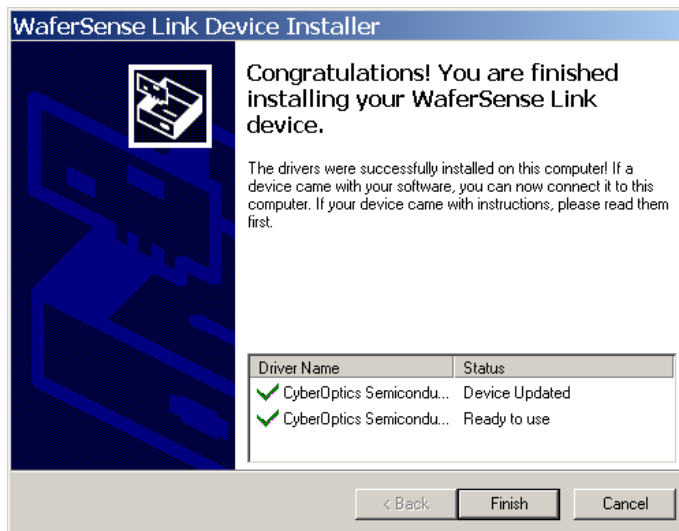 WaferSense Link Device Installer
Congratulations! You are finished
installing your WaferSense Link
device.
The drivers were successfully installed on this computer! If a
device came with your software, you can now connect it to this
computer. If your device came with instructions, please read them
first.
Driver Name Status
CyberOptics Semicondu... Device Updated
CyberOptics Semicondu... Ready to use
< Back Finish Cancel